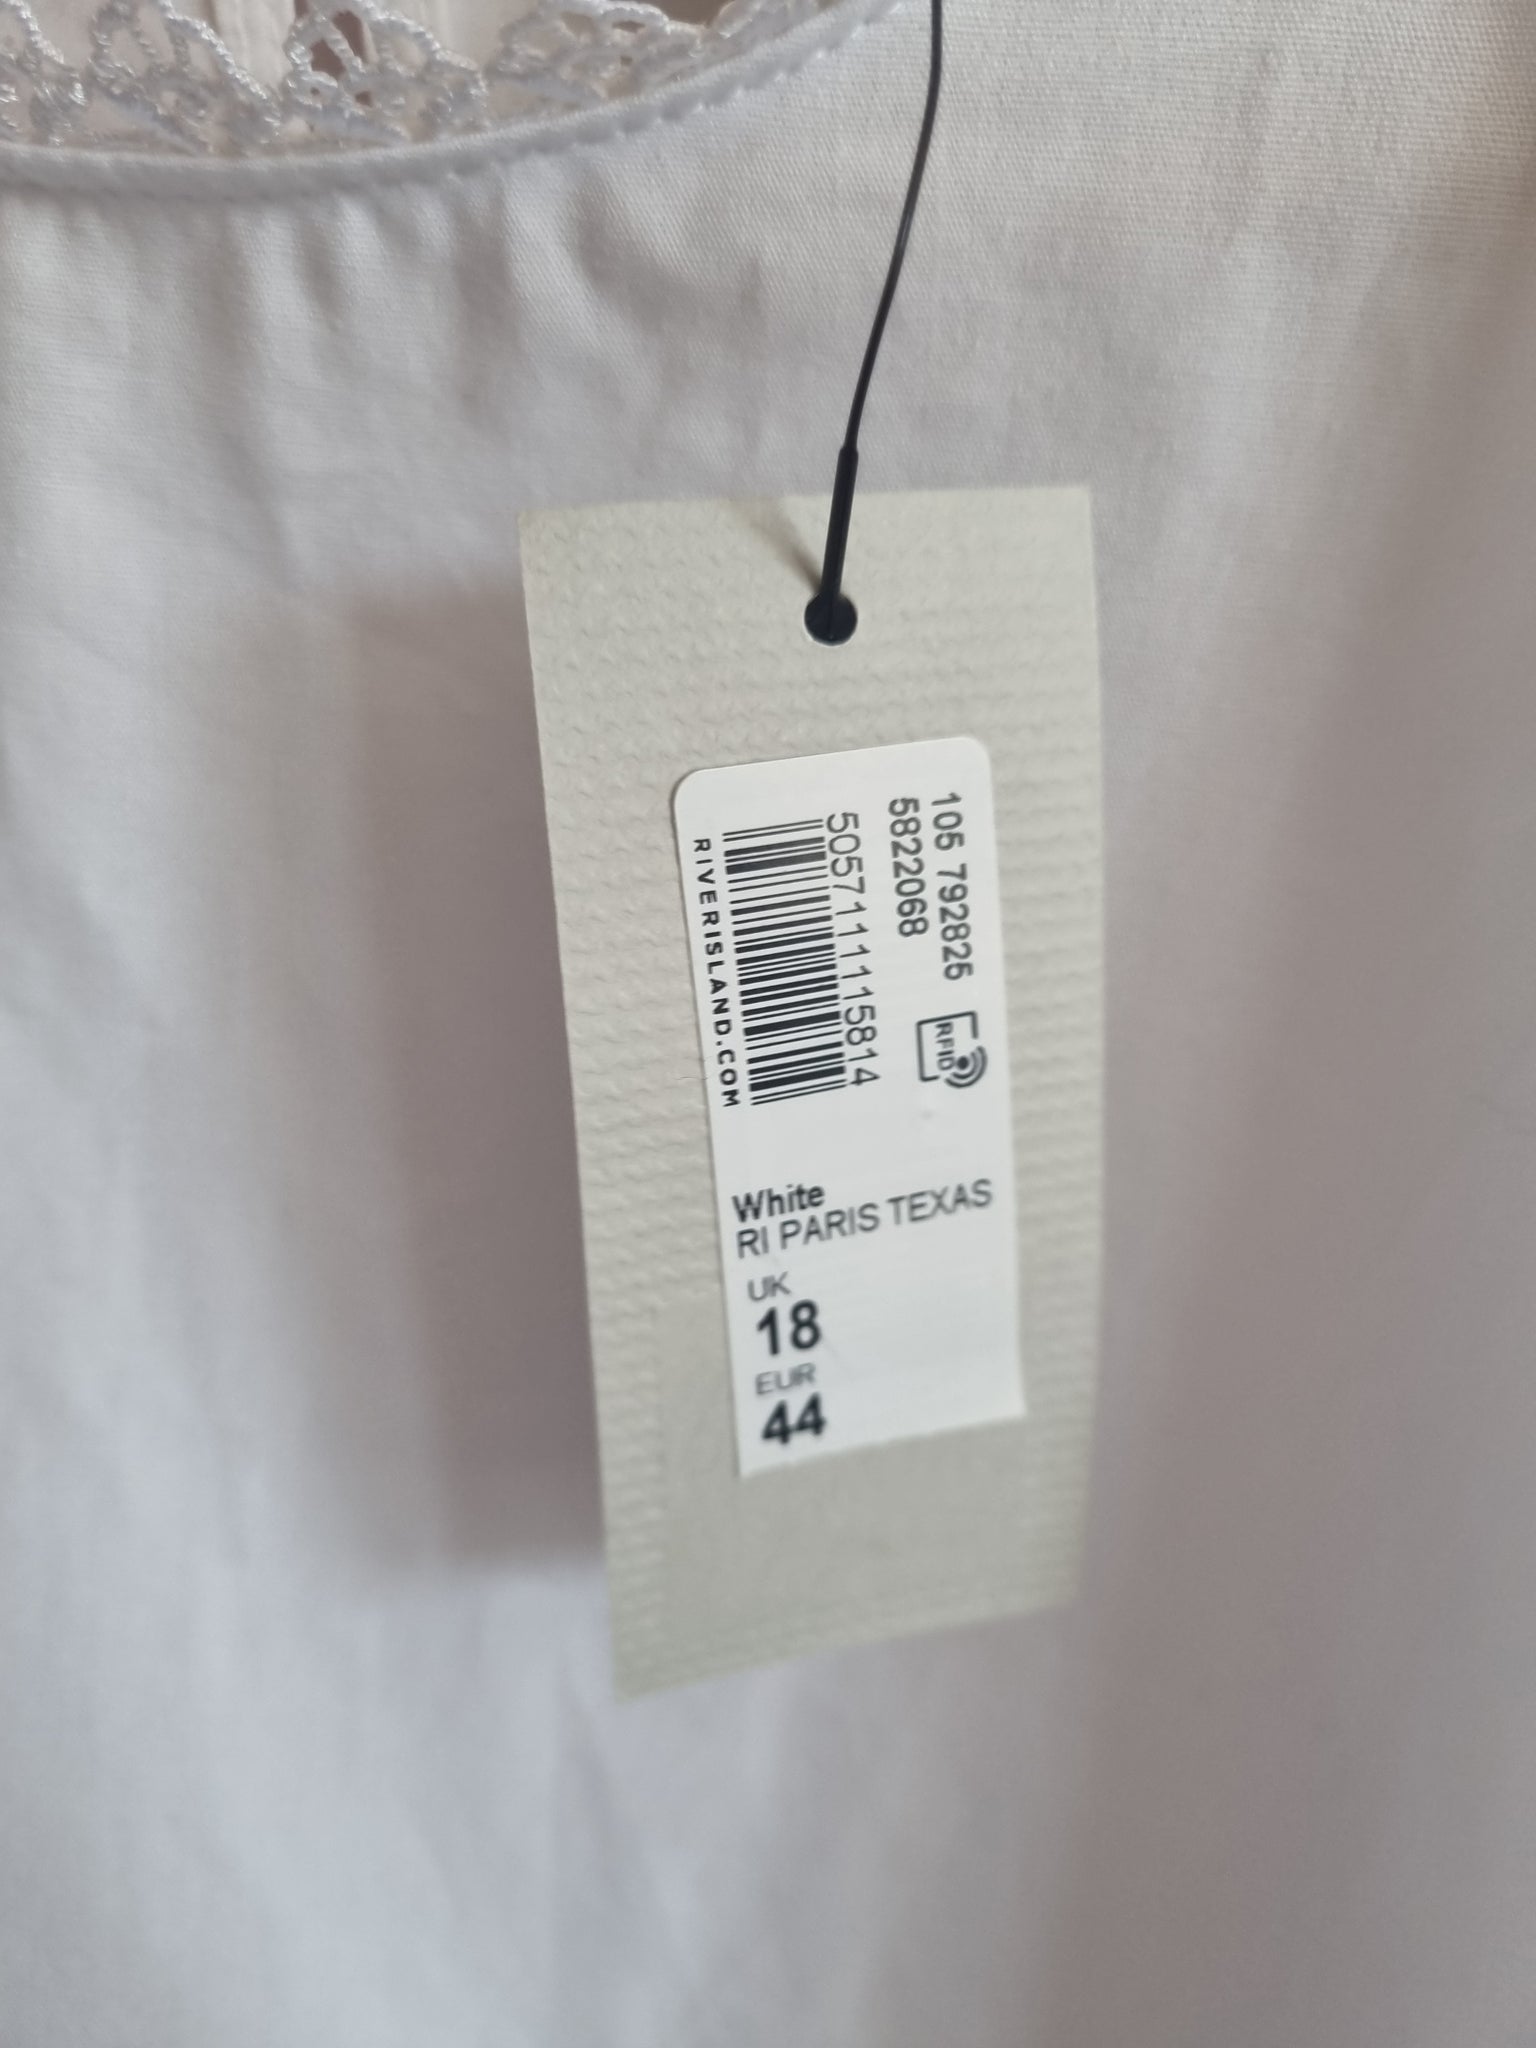 105 792825
5822068
RFID
5057111115814
RIVERISLAND.COM
White
RI PARIS TEXAS
UK
18
EUR
44